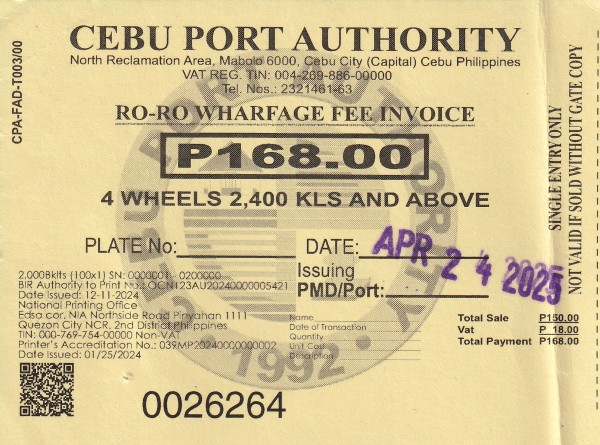 CEBU PORT AUTHORITY
North Reclamation Area, Mabolo 6000, Cebu City (Capital) Cebu Philippines
VAT REG. TIN: 004-269-886-00000
Tel. Nos.: 2321461-63
CPA-FAD-T003/00
RO-RO WHARFAGE FEE INVOICE
P168.00
4 WHEELS 2,400 KLS AND ABOVE
PLATE No:
DATE: APR 24 2025
Issuing
PMD/Port:
2,000Bklts (100x1) SN: 0000001 - 0200000
BIR Authority to Print No.: OCN123AU20240000005421
Date Issued: 12-11-2024
National Printing Office
Edsa cor. NIA Northside Road Pinyahan 1111
Quezon City NCR, 2nd District Philippines
TIN: 000-769-754-00000 Non-VAT
Printer's Accreditation No.: 039MP20240000000002
Date Issued: 01/25/2024
Name
Date of Transaction
Quantity
Unit Cost
Description
Total Sale P150.00
Vat P 18.00
Total Payment P168.00
0026264
SINGLE ENTRY ONLY
NOT VALID IF SOLD WITHOUT GATE COPY
CEBU PORT AUTHORITY
1992